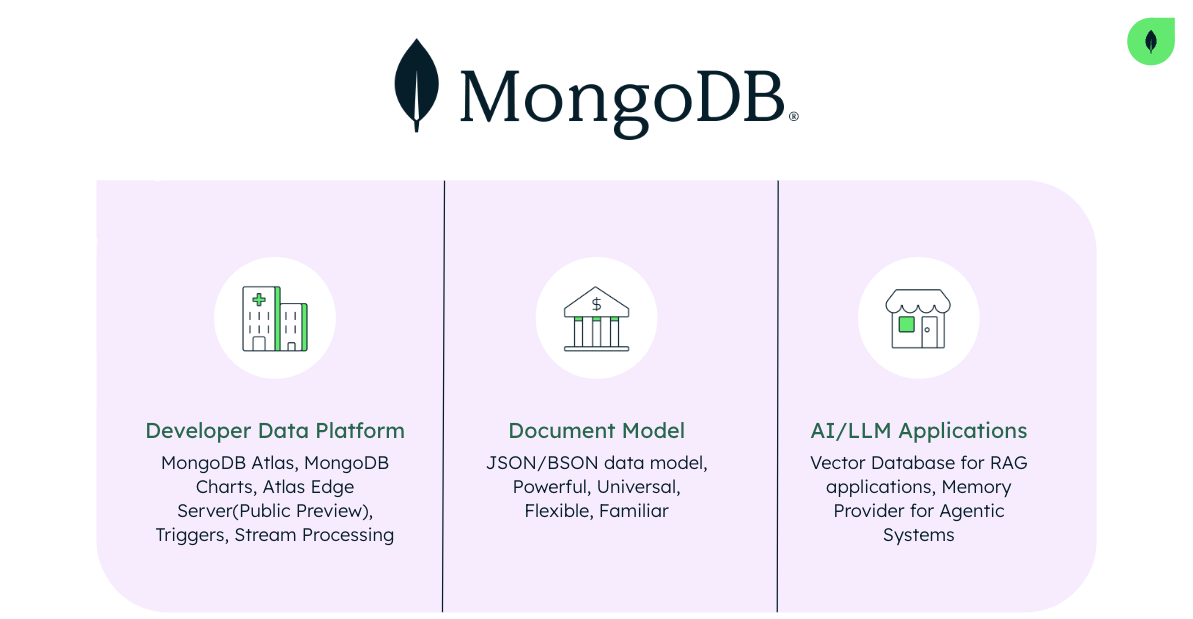 MongoDB®
$
Developer Data Platform
MongoDB Atlas, MongoDB
Charts, Atlas Edge
Server(Public Preview),
Triggers, Stream Processing
Document Model
JSON/BSON data model,
Powerful, Universal,
Flexible, Familiar
AI/LLM Applications
Vector Database for RAG
applications, Memory
Provider for Agentic
Systems